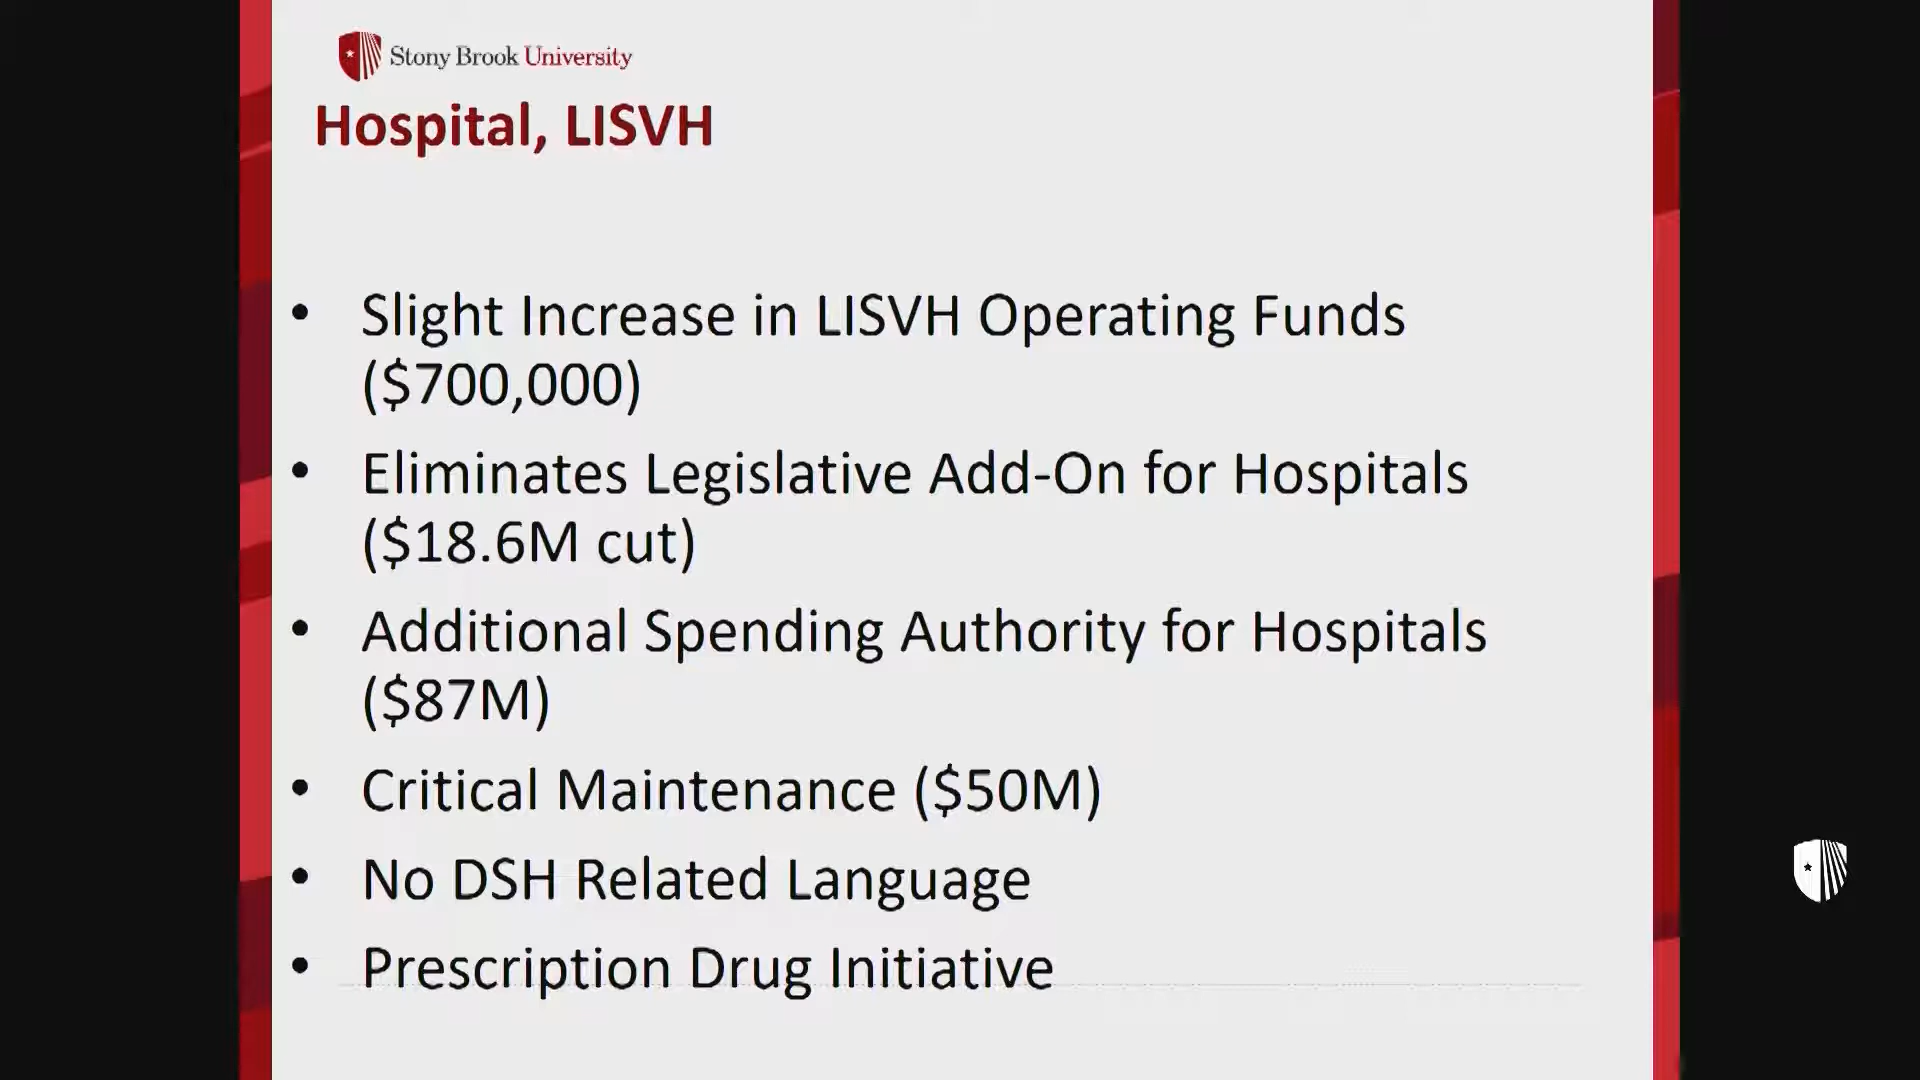 Stony Brook University
Hospital, LISVH
• Slight Increase in LISVH Operating Funds
($700,000)
• Eliminates Legislative Add-On for Hospitals
($18.6M cut)
• Additional Spending Authority for Hospitals
($87M)
• Critical Maintenance ($50M)
• No DSH Related Language
• Prescription Drug Initiative